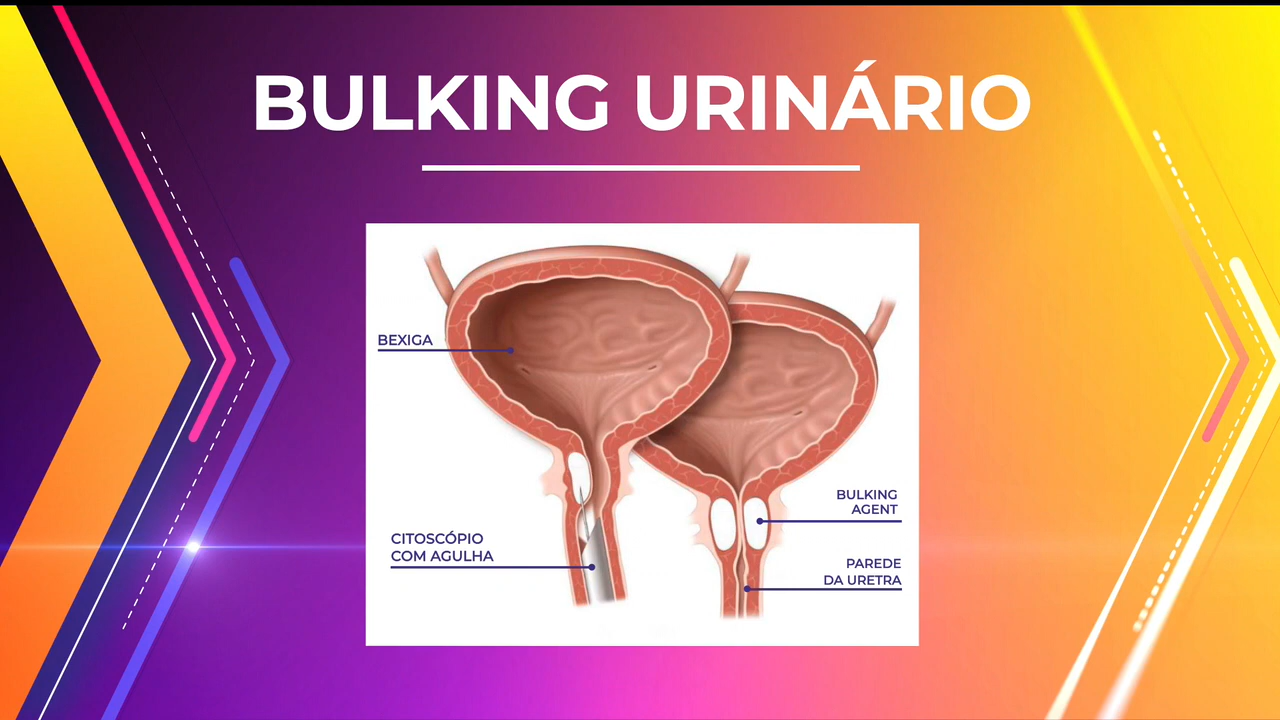 BULKING URINÁRIO
BEXIGA
CITOSCÓPIO
COM AGULHA
BULKING
AGENT
PAREDE
DA URETRA